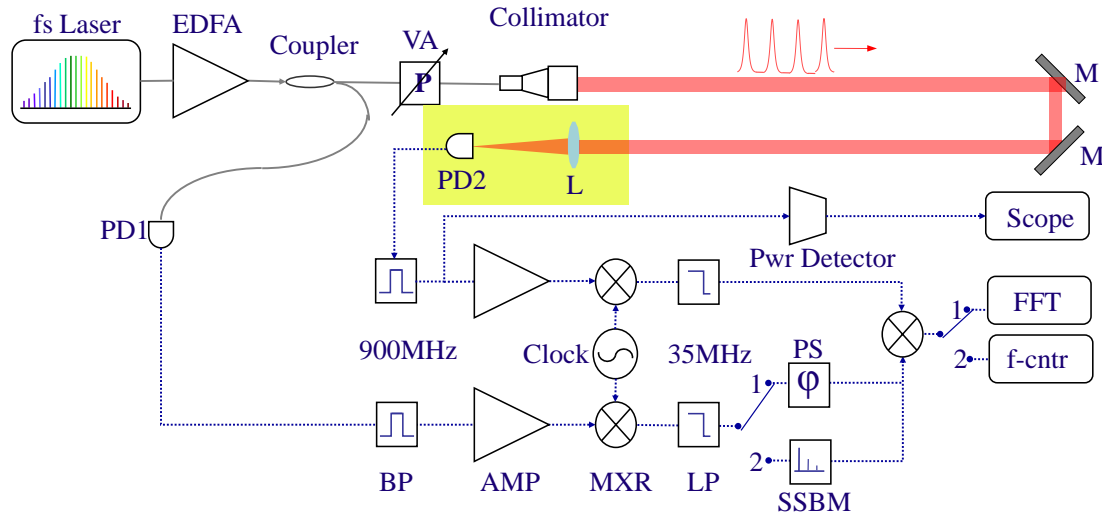 fs Laser
EDFA
Coupler
VA
P
Collimator
M
M
PD2
L
PD1
Scope
Pwr Detector
900MHz
Clock
35MHz
PS
φ
1
2
1
2
FFT
f-cntr
BP
AMP
MXR
LP
SSBM